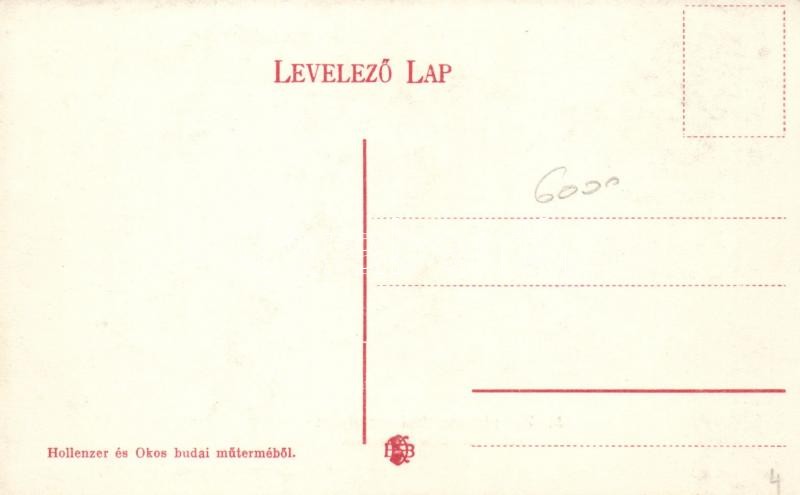 LEVELEZŐ LAP
6000
Hollenzer és Okos budai műterméből.
4